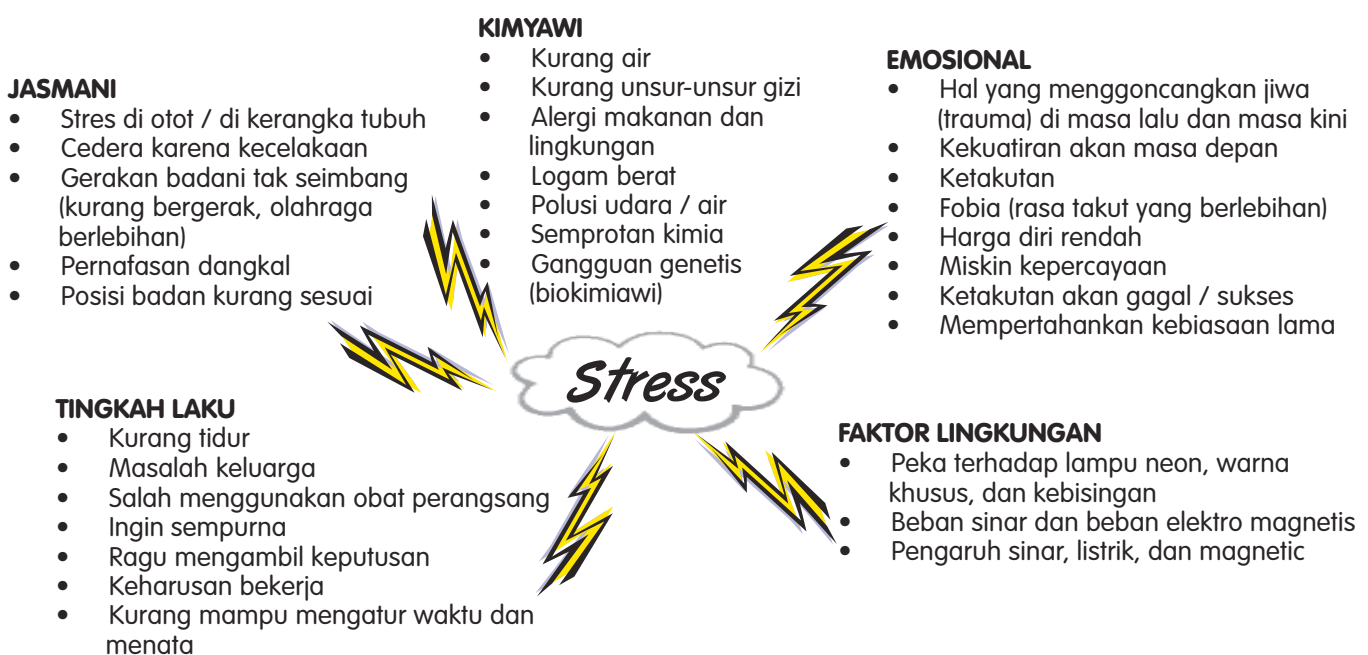 JASMANI
• Stres di otot / di kerangka tubuh
• Cedera karena kecelakaan
• Gerakan badani tak seimbang
(kurang bergerak, olahraga
berlebihan)
• Pernafasan dangkal
• Posisi badan kurang sesuai
KIMYAWI
• Kurang air
• Kurang unsur-unsur gizi
• Alergi makanan dan
lingkungan
• Logam berat
• Polusi udara / air
• Semprotan kimia
• Gangguan genetis
(biokimiawi)
EMOSIONAL
• Hal yang menggoncangkan jiwa
(trauma) di masa lalu dan masa kini
• Kekuatiran akan masa depan
• Ketakutan
• Fobia (rasa takut yang berlebihan)
• Harga diri rendah
• Miskin kepercayaan
• Ketakutan akan gagal / sukses
• Mempertahankan kebiasaan lama
Stress
TINGKAH LAKU
• Kurang tidur
• Masalah keluarga
• Salah menggunakan obat perangsang
• Ingin sempurna
• Ragu mengambil keputusan
• Keharusan bekerja
• Kurang mampu mengatur waktu dan
menata
FAKTOR LINGKUNGAN
• Peka terhadap lampu neon, warna
khusus, dan kebisingan
• Beban sinar dan beban elektro magnetis
• Pengaruh sinar, listrik, dan magnetic